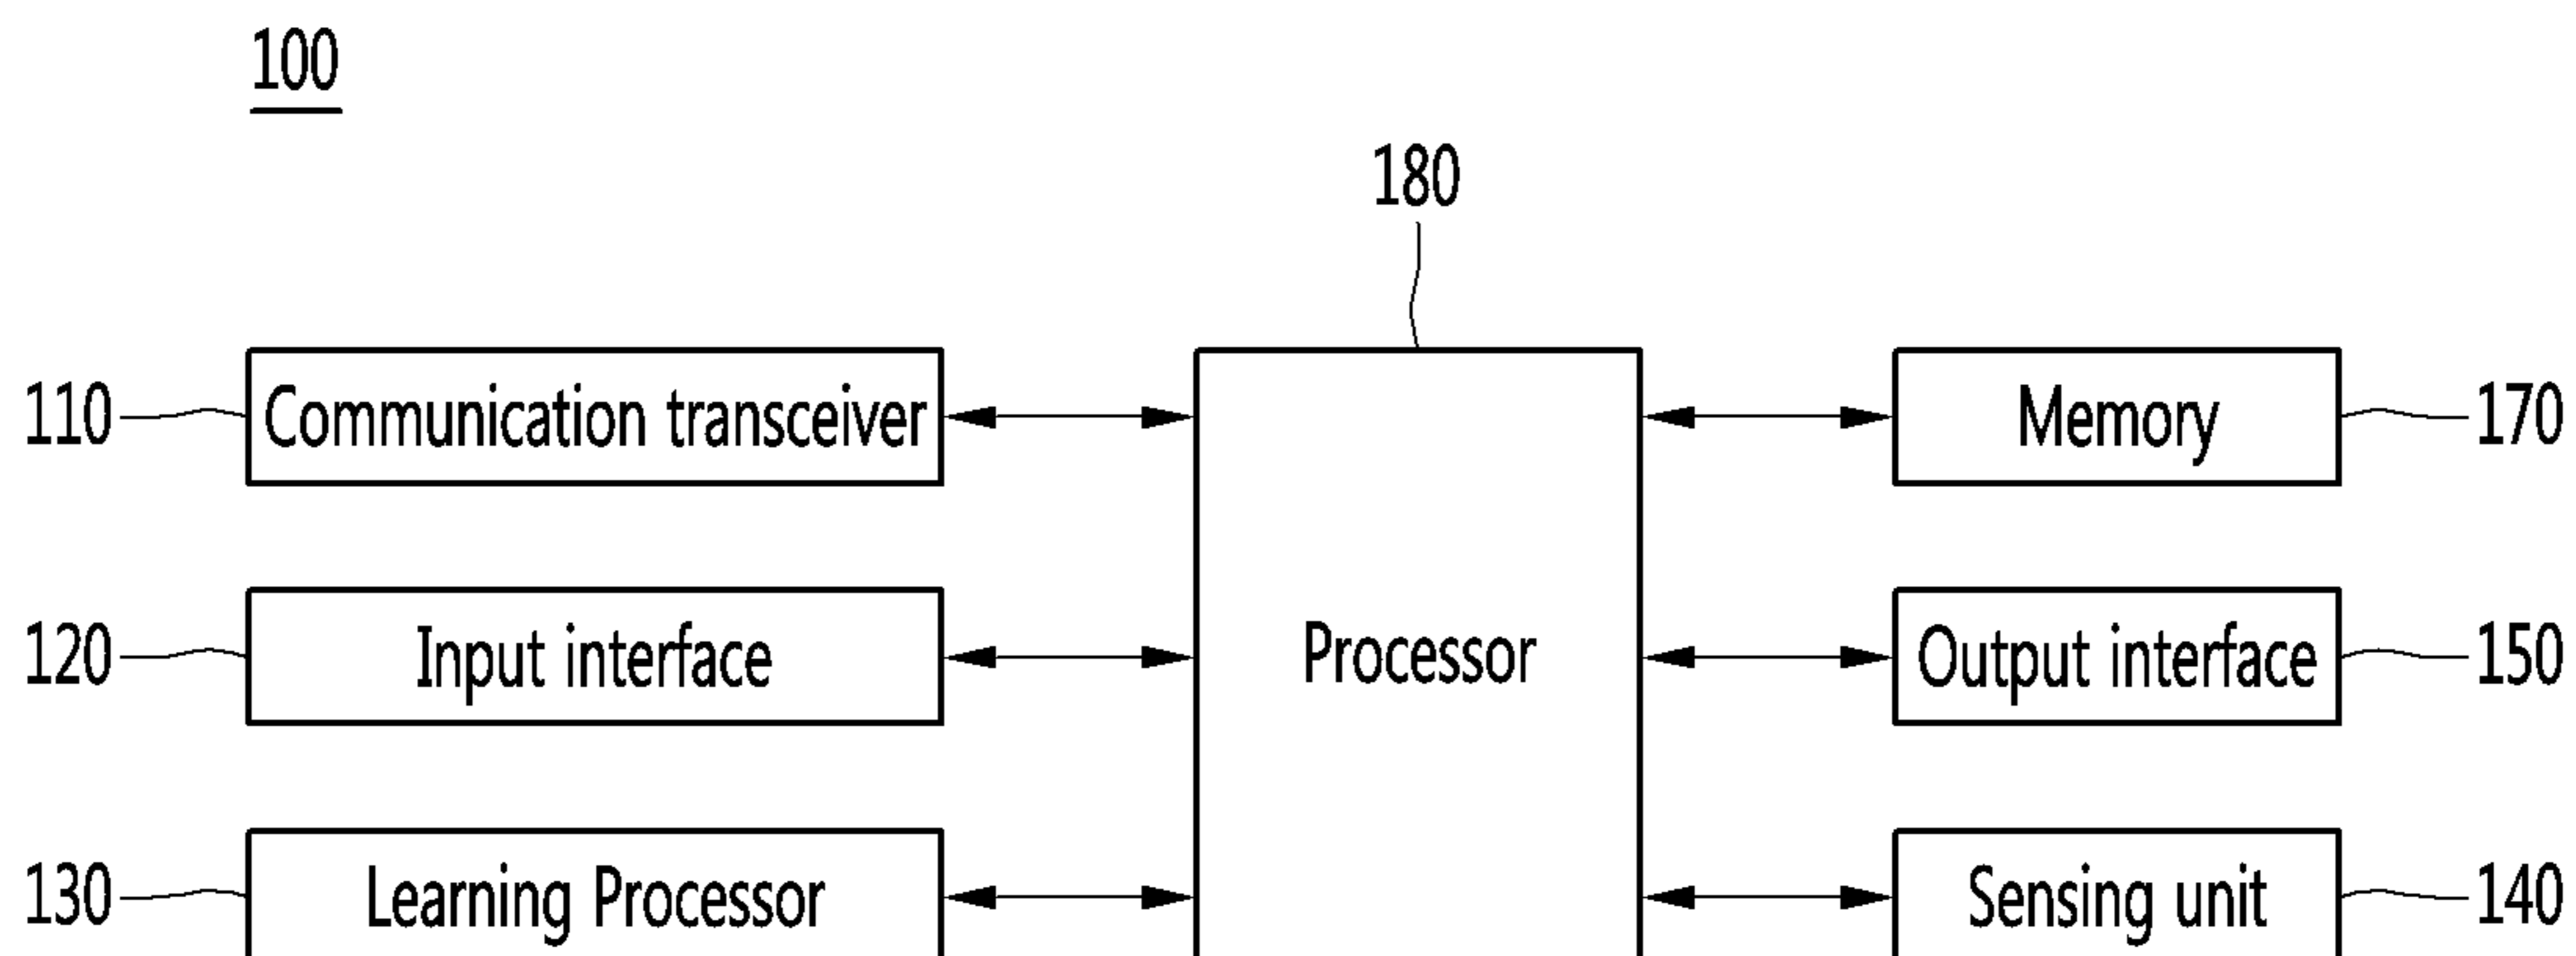 100
180
110 Communication transceiver Memory 170
120 Input interface Processor Output interface 150
130 Learning Processor Sensing unit 140